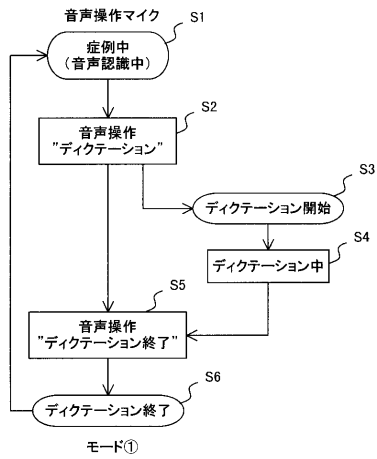 音声操作マイク
S1
症例中
(音声認識中)
S2
音声操作
"ディクテーション"
S3
ディクテーション開始
S4
ディクテーション中
S5
音声操作
"ディクテーション終了"
S6
ディクテーション終了
モード①